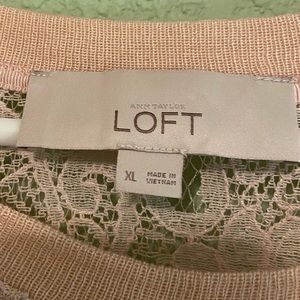 ANN TAYLOR
LOFT
XL
MADE IN
VIETNAM